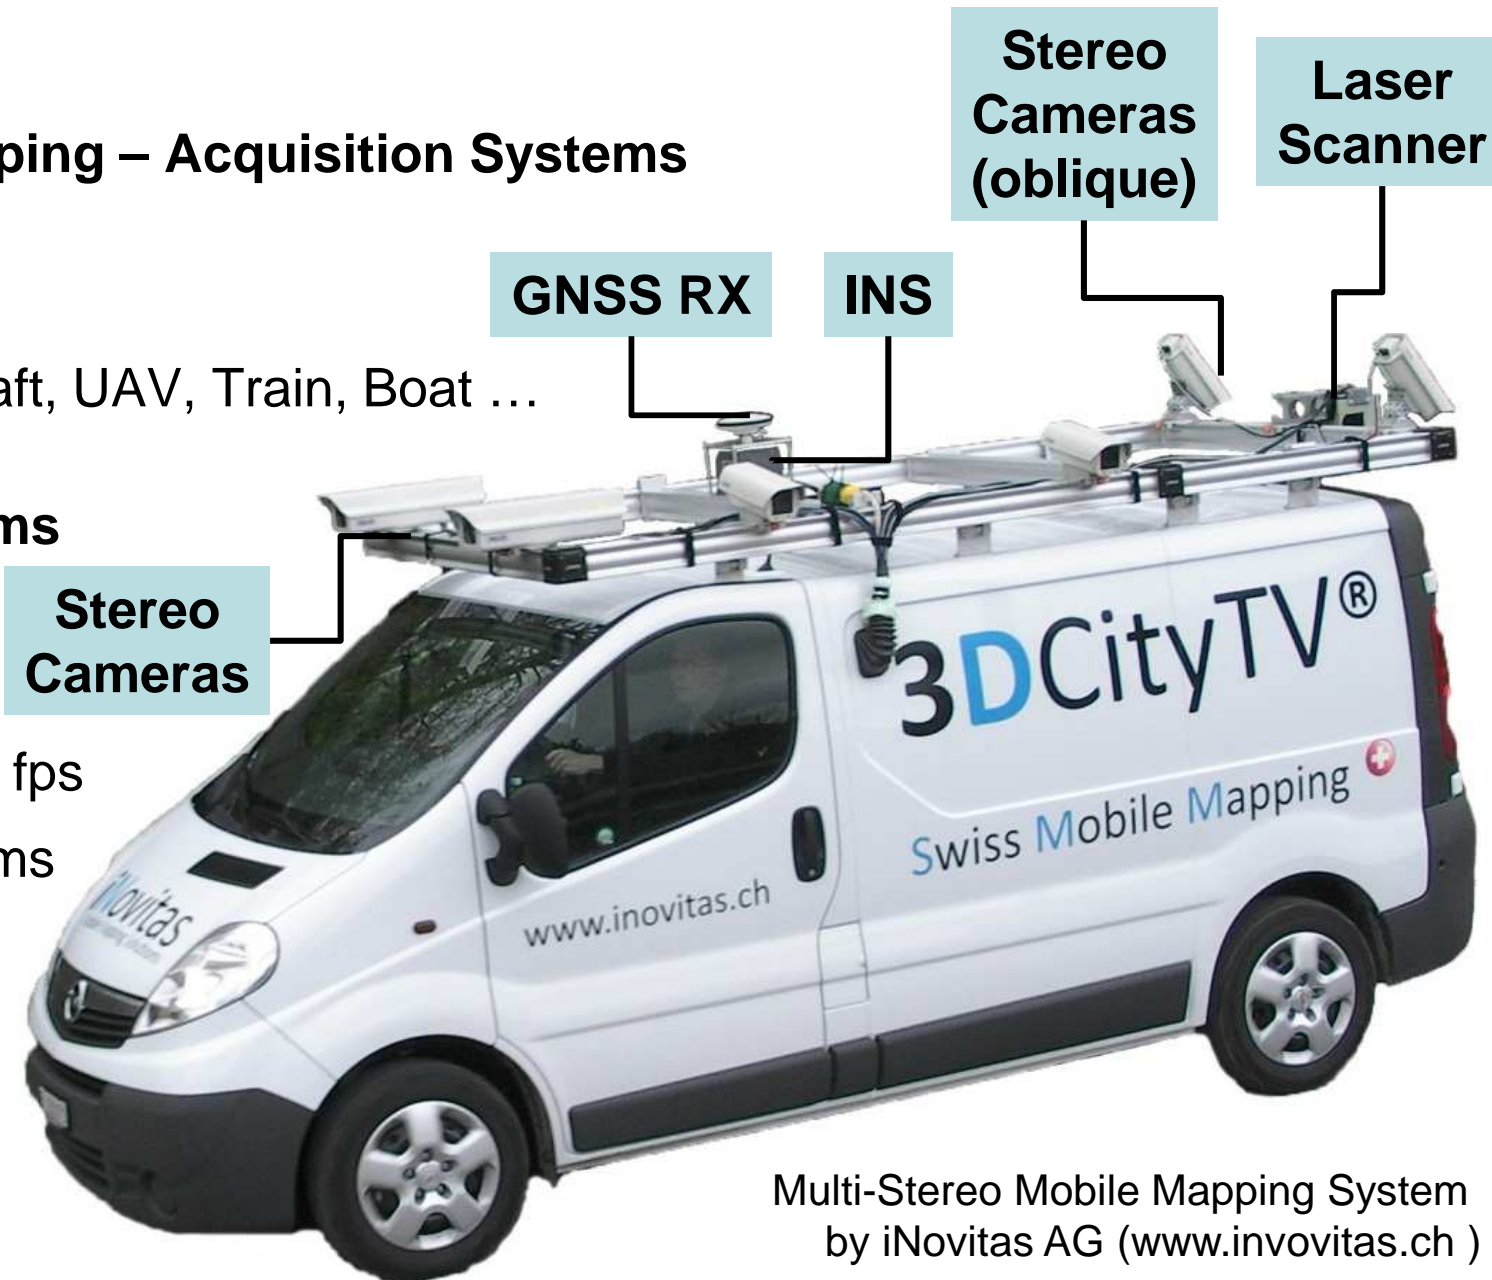 Stereo
Cameras
(oblique)
Laser
Scanner
ping – Acquisition Systems
GNSS RX
INS
aft, UAV, Train, Boat …
ms
Stereo
Cameras
fps
ms
3DCityTV®
Swiss Mobile Mapping
www.inovitas.ch
iNovitas
Multi-Stereo Mobile Mapping System
by iNovitas AG (www.invovitas.ch )